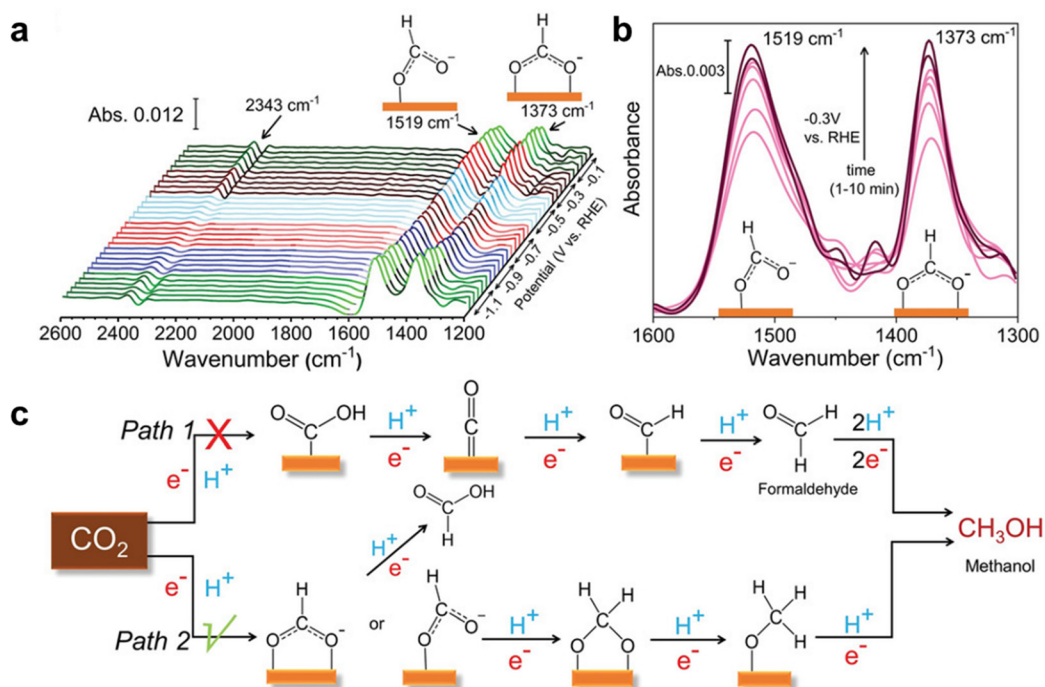 a
Abs. 0.012
2343 cm-1
H
C
O
O-
1519 cm-1
H
C
O
O-
1373 cm-1
-0.1
-0.3
-0.5
-0.7
-0.9
-1.1
Potential (V vs. RHE)
2600 2400 2200 2000 1800 1600 1400 1200
Wavenumber (cm-1)
b
1519 cm-1
1373 cm-1
Abs.0.003
-0.3V
vs. RHE
time
(1-10 min)
Absorbance
H
C
O
O-
H
C
O
O-
1600 1500 1400 1300
Wavenumber (cm-1)
c
Path 1
X
e- H+
O OH
C
H+
e-
O
C
H+
e-
O H
C
H+
e-
O H
C
H
Formaldehyde
2H+
2e-
CO2
O OH
C
H
H+
e-
CH3OH
Methanol
e- H+
Path 2
H
C
O O-
or
H
C
O
O-
H+
e-
H H
C
O O
H+
e-
H
H
C
H
O
H+
e-